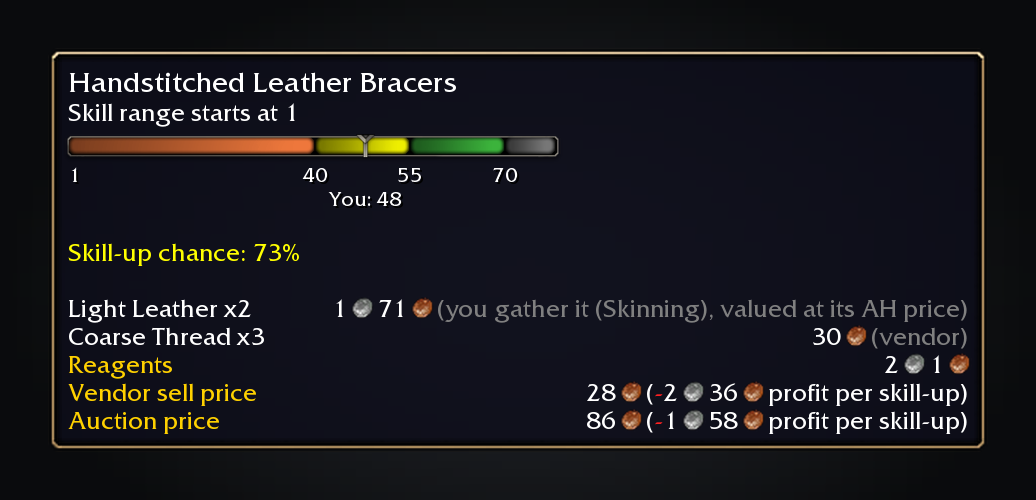 Handstitched Leather Bracers
Skill range starts at 1
1 40 55 70
You: 48
Skill-up chance: 73%
Light Leather x2 1 71 (you gather it (Skinning), valued at its AH price)
Coarse Thread x3 30 (vendor)
Reagents 2 1
Vendor sell price 28 (-2 36 profit per skill-up)
Auction price 86 (-1 58 profit per skill-up)